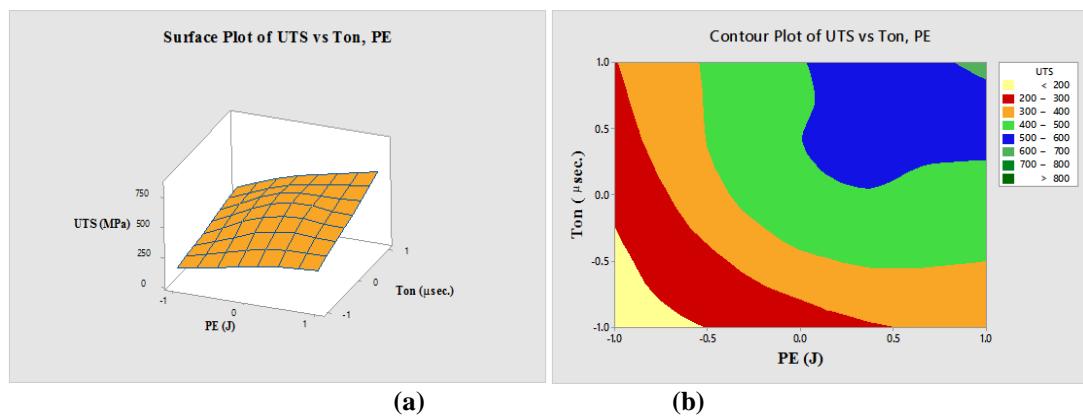 Surface Plot of UTS vs Ton, PE
750
500
250
0
UTS (MPa)
-1
0
1
PE (J)
-1
0
1
Ton (μsec.)
(a)
Contour Plot of UTS vs Ton, PE
1.0
0.5
0.0
-0.5
-1.0
Ton ( μsec.)
-1.0 -0.5 0.0 0.5 1.0
PE (J)
UTS
< 200
200 – 300
300 – 400
400 – 500
500 – 600
600 – 700
700 – 800
> 800
(b)